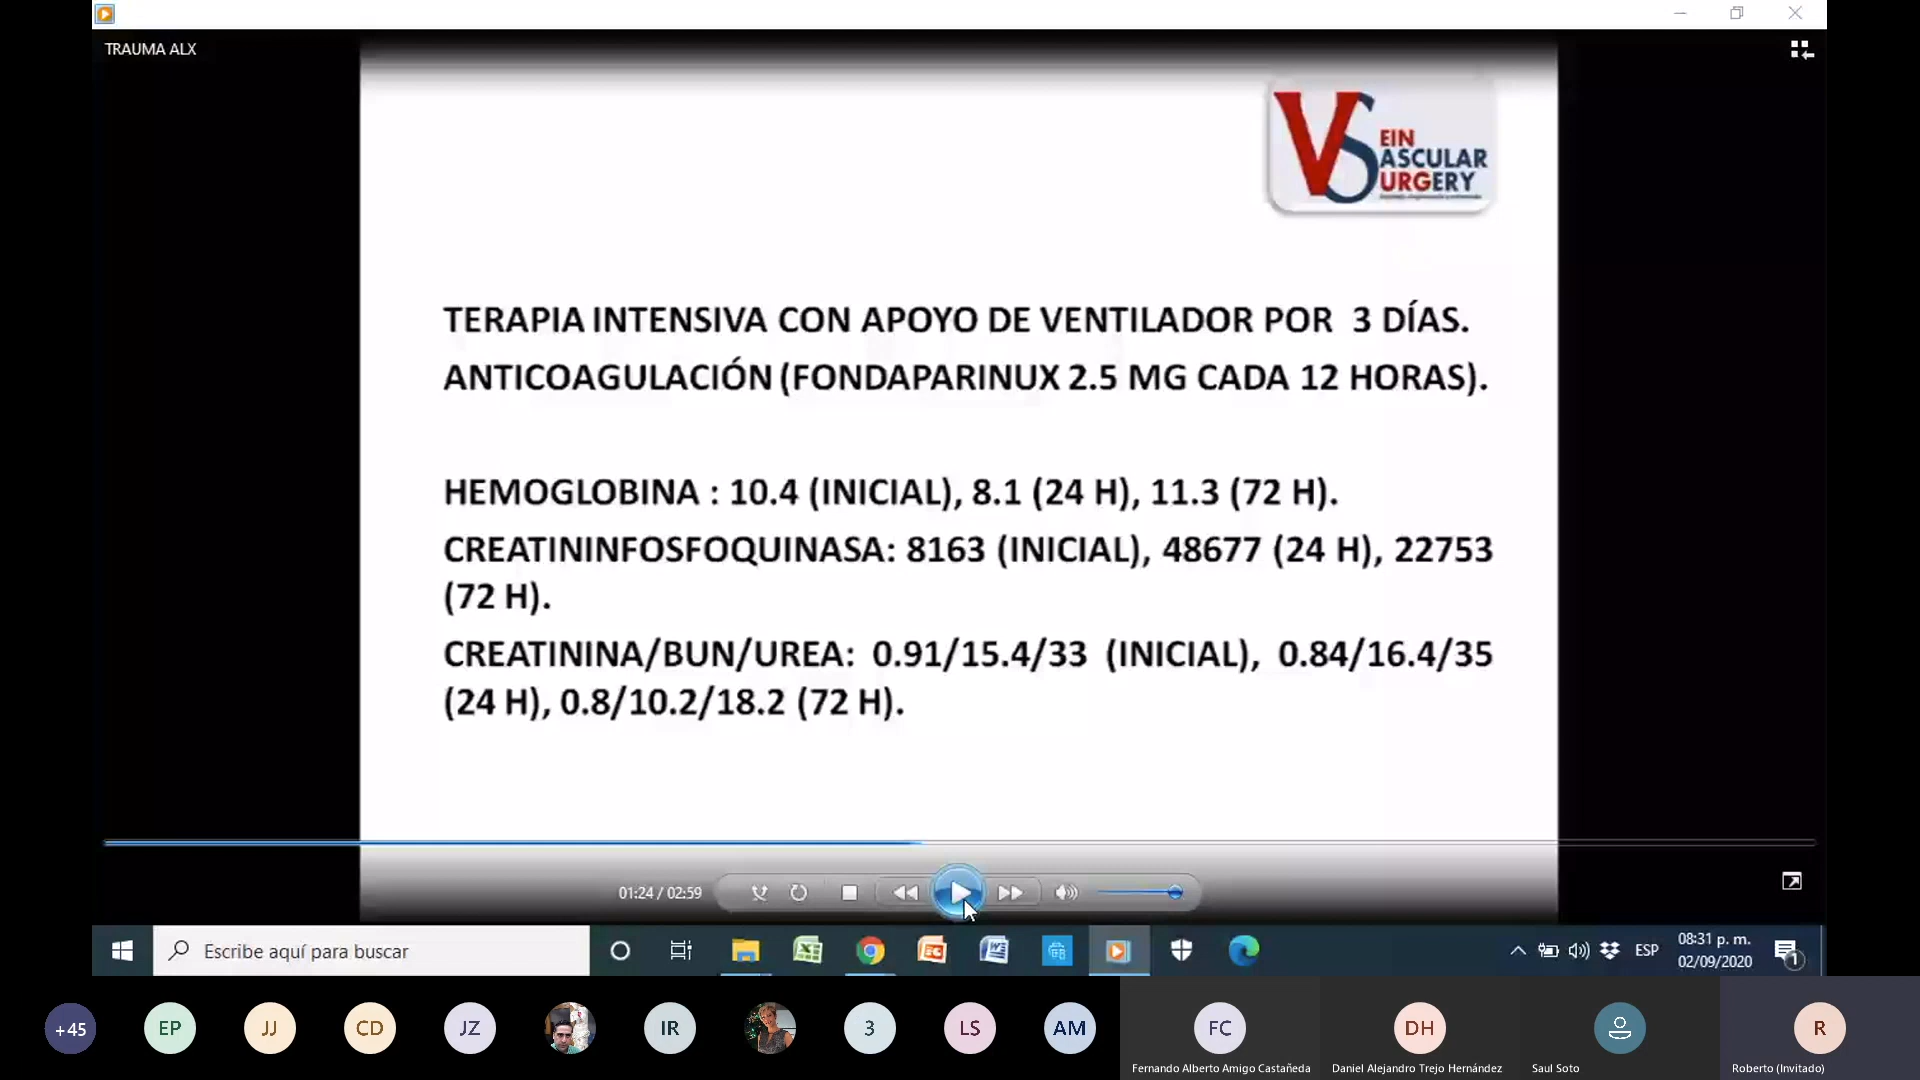 TRAUMA ALX
VS
EIN
ASCULAR
URGERY
TERAPIA INTENSIVA CON APOYO DE VENTILADOR POR 3 DÍAS.
ANTICOAGULACIÓN (FONDAPARINUX 2.5 MG CADA 12 HORAS).
HEMOGLOBINA : 10.4 (INICIAL), 8.1 (24 H), 11.3 (72 H).
CREATININFOSFOQUINASA: 8163 (INICIAL), 48677 (24 H), 22753
(72 H).
CREATININA/BUN/UREA: 0.91/15.4/33 (INICIAL), 0.84/16.4/35
(24 H), 0.8/10.2/18.2 (72 H).
01:24 / 02:59
Escribe aquí para buscar
ESP
08:31 p. m.
02/09/2020
1
+45
EP
JJ
CD
JZ
IR
3
LS
AM
FC
DH
R
Fernando Alberto Amigo Castañeda
Daniel Alejandro Trejo Hernández
Saul Soto
Roberto (Invitado)